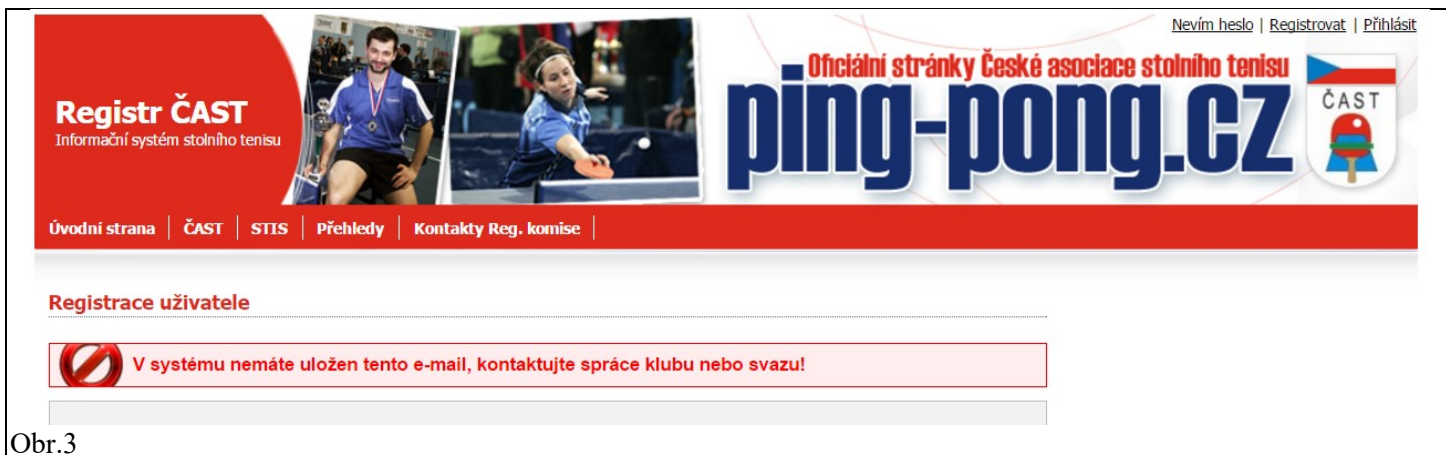 Nevím heslo | Registrovat | Přihlásit
Oficiální stránky České asociace stolního tenisu
ping-pong.cz
ČAST
Registr ČAST
Informační systém stolního tenisu
Úvodní strana | ČAST | STIS | Přehledy | Kontakty Reg. komise
Registrace uživatele
V systému nemáte uložen tento e-mail, kontaktujte spráce klubu nebo svazu!
Obr.3